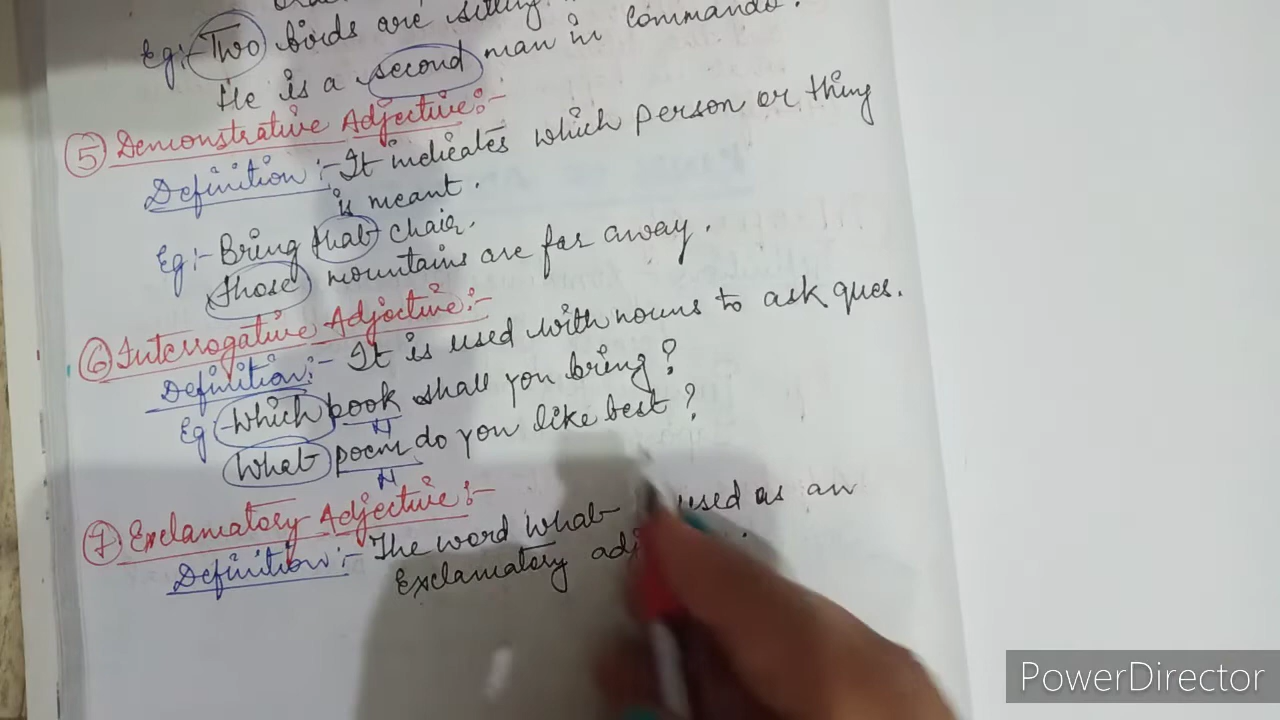 Eg:- Two birds are sitting
He is a second man in commando.
⑤ Demonstrative Adjective:-
Definition:- It indicates which person or thing
is meant.
Eg:- Bring that chair.
those mountains are far away.
⑥ Interrogative Adjective:-
Definition:- It is used with nouns to ask ques.
Eg:- Which book shall you bring?
N
What poem do you like best?
N
⑦ Exclamatory Adjective:-
Definition:- The word what used as an
Exclamatory
PowerDirector